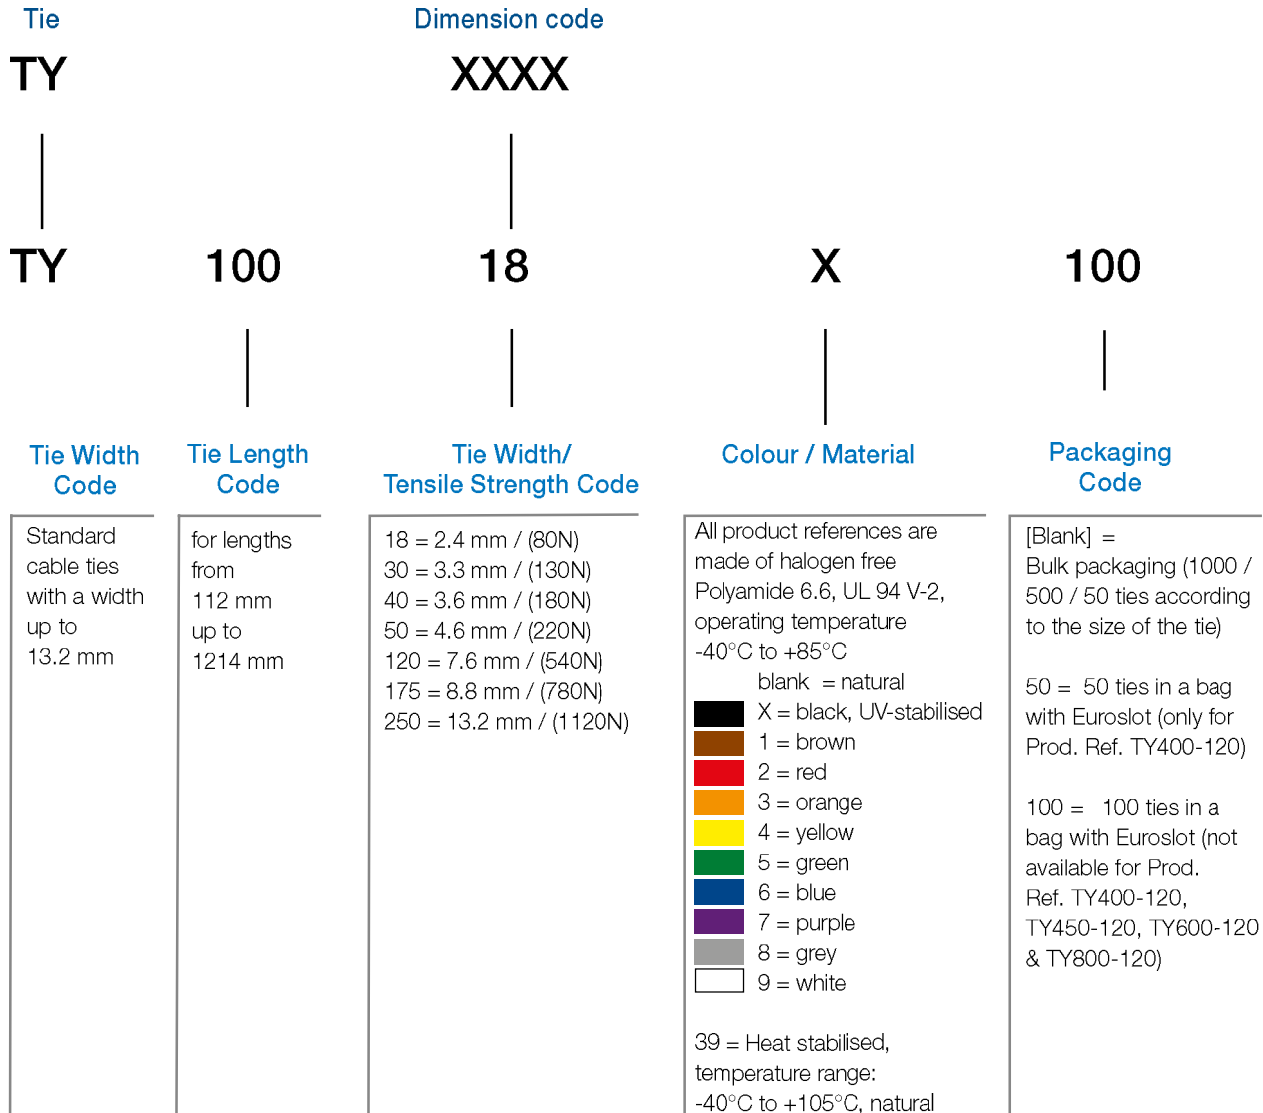 Tie
Dimension code
TY
XXXX
TY
100
18
X
100
Tie Width
Code
Standard
cable ties
with a width
up to
13.2 mm
Tie Length
Code
for lengths
from
112 mm
up to
1214 mm
Tie Width/
Tensile Strength Code
18 = 2.4 mm / (80N)
30 = 3.3 mm / (130N)
40 = 3.6 mm / (180N)
50 = 4.6 mm / (220N)
120 = 7.6 mm / (540N)
175 = 8.8 mm / (780N)
250 = 13.2 mm / (1120N)
Colour / Material
All product references are
made of halogen free
Polyamide 6.6, UL 94 V-2,
operating temperature
-40°C to +85°C
blank = natural
X = black, UV-stabilised
1 = brown
2 = red
3 = orange
4 = yellow
5 = green
6 = blue
7 = purple
8 = grey
9 = white
39 = Heat stabilised,
temperature range:
-40°C to +105°C, natural
Packaging
Code
[Blank] =
Bulk packaging (1000 /
500 / 50 ties according
to the size of the tie)
50 = 50 ties in a bag
with Euroslot (only for
Prod. Ref. TY400-120)
100 = 100 ties in a
bag with Euroslot (not
available for Prod.
Ref. TY400-120,
TY450-120, TY600-120
& TY800-120)